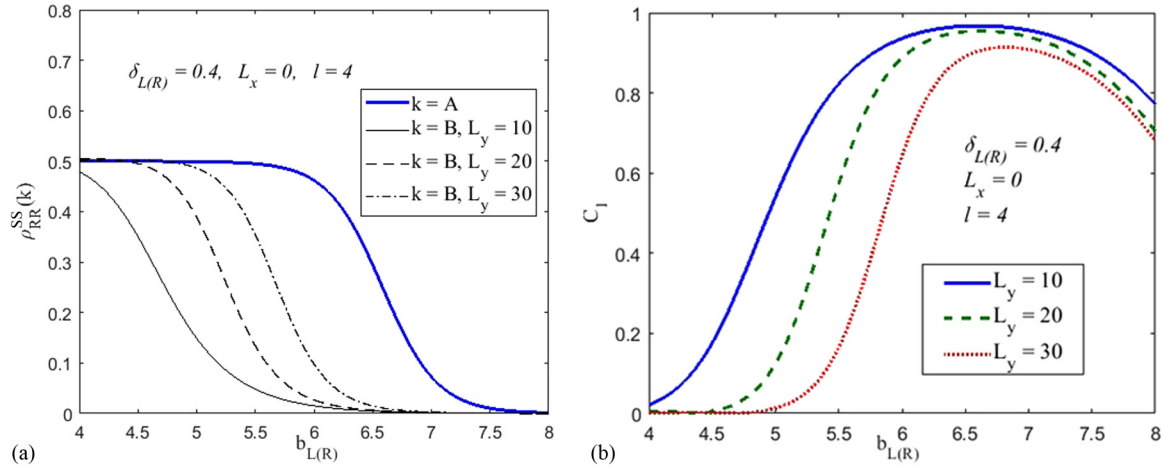 0.8
0.7
0.6
0.5
0.4
0.3
0.2
0.1
0
ρ_RR^SS(k)
δ_L(R) = 0.4, L_x = 0, l = 4
k = A
k = B, L_y = 10
k = B, L_y = 20
k = B, L_y = 30
4 4.5 5 5.5 6 6.5 7 7.5 8
b_L(R)
(a)
1
0.8
0.6
0.4
0.2
0
C_l
δ_L(R) = 0.4
L_x = 0
l = 4
L_y = 10
L_y = 20
L_y = 30
4 4.5 5 5.5 6 6.5 7 7.5 8
b_L(R)
(b)